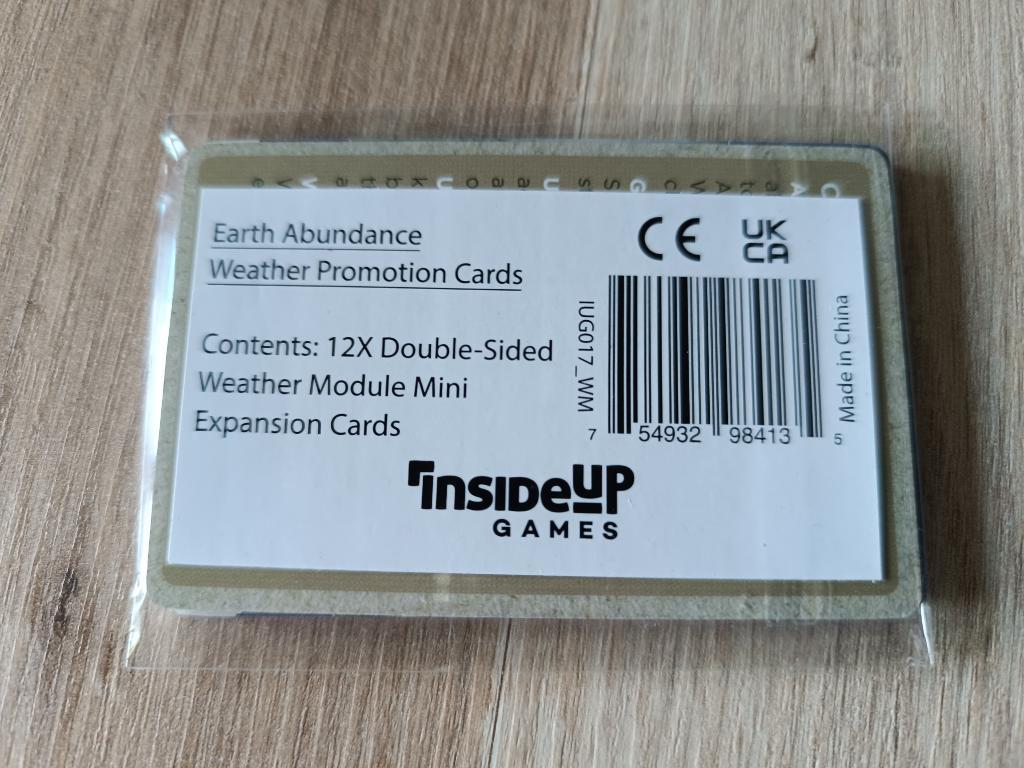 Earth Abundance
Weather Promotion Cards
Contents: 12X Double-Sided
Weather Module Mini
Expansion Cards
CE
UK
CA
IUG017_WM
7 54932 98413 5
Made in China
INSIDEUP
GAMES